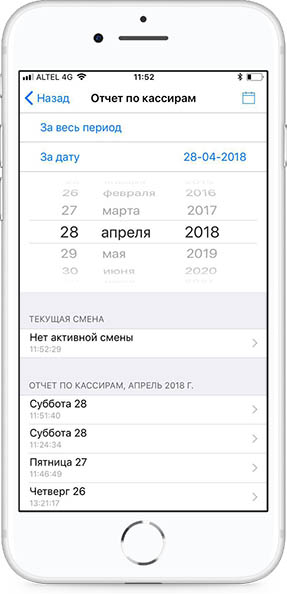 ALTEL 4G 11:52
Назад Отчет по кассирам
За весь период
За дату 28-04-2018
26 февраля 2016
27 марта 2017
28 апреля 2018
29 мая 2019
30 июня 2020
ТЕКУЩАЯ СМЕНА
Нет активной смены
11:52:29
ОТЧЕТ ПО КАССИРАМ, АПРЕЛЬ 2018 Г.
Суббота 28
11:51:40
Суббота 28
11:24:34
Пятница 27
11:46:49
Четверг 26
13:21:17